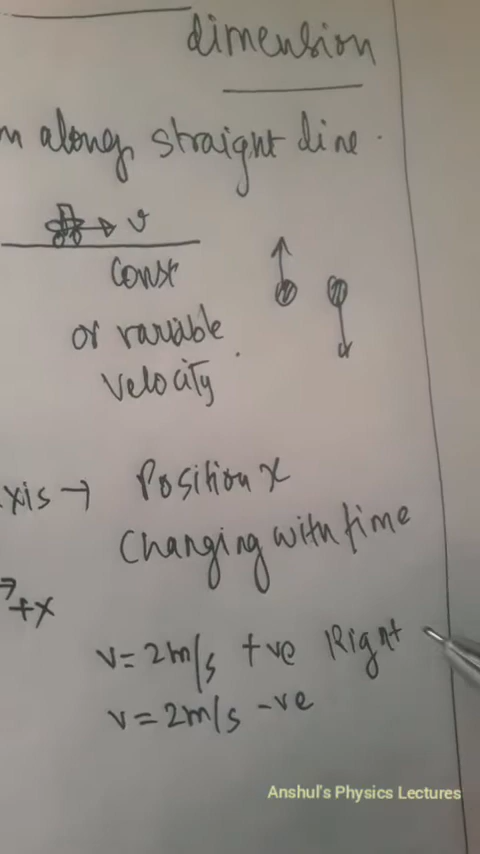 dimension
along straight line.
v
Const
or variable
velocity
xis → Position x
Changing with time
+x
v=2m/s +ve Right
v=2m/s -ve
Anshul's Physics Lectures